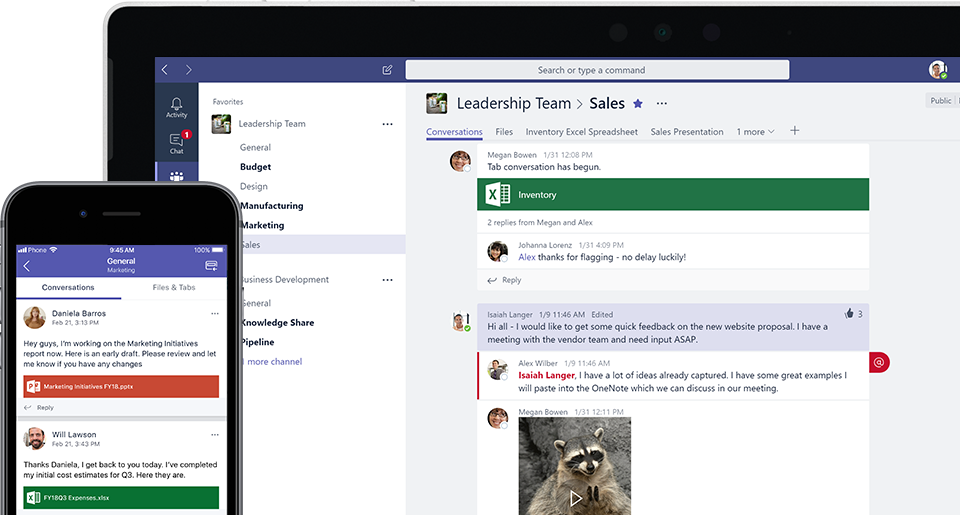 Search or type a command
Activity
Chat
1
Favorites
Leadership Team
General
Budget
Design
Manufacturing
Marketing
Sales
Business Development
General
Knowledge Share
Pipeline
1 more channel
Leadership Team > Sales
Public
Conversations Files Inventory Excel Spreadsheet Sales Presentation 1 more
Megan Bowen 1/31 12:08 PM
Tab conversation has begun.
Inventory
2 replies from Megan and Alex
Johanna Lorenz 1/31 4:09 PM
Alex thanks for flagging - no delay luckily!
Reply
Isaiah Langer 1/9 11:46 AM Edited
3
Hi all - I would like to get some quick feedback on the new website proposal. I have a
meeting with the vendor team and need input ASAP.
Alex Wilber 1/9 11:46 AM
@
Isaiah Langer, I have a lot of ideas already captured. I have some great examples I
will paste into the OneNote which we can discuss in our meeting.
Megan Bowen 1/31 12:11 PM
Phone 9:45 AM 100%
General
Marketing
Conversations Files & Tabs
Daniela Barros
Feb 21, 3:13 PM
Hey guys, I'm working on the Marketing Initiatives
report now. Here is an early draft. Please review and let
me know if you have any changes
Marketing Initiatives FY18.pptx
Reply
Will Lawson
Feb 21, 3:43 PM
Thanks Daniela, I get back to you today. I've completed
my initial cost estimates for Q3. Here they are.
FY18Q3 Expenses.xlsx